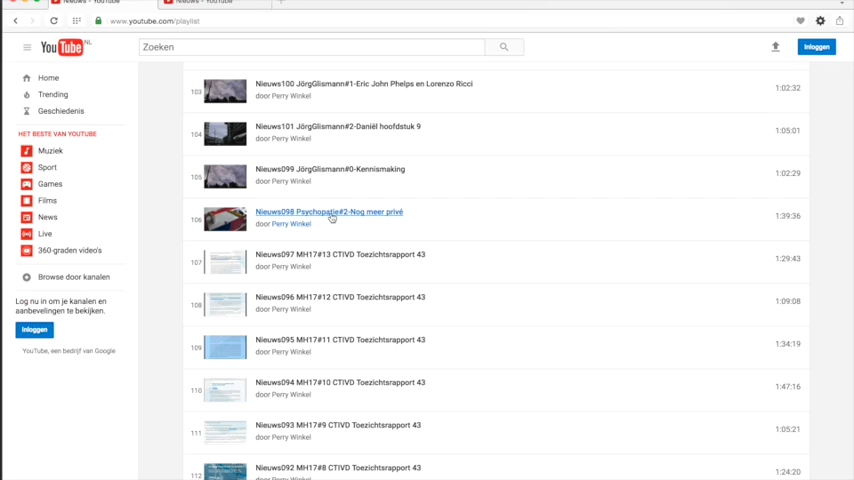 Nieuws - YouTube
Nieuws - YouTube
www.youtube.com/playlist
YouTube NL
Zoeken
Inloggen
Home
Trending
Geschiedenis
HET BESTE VAN YOUTUBE
Muziek
Sport
Games
Films
News
Live
360-graden video's
Browse door kanalen
Log nu in om je kanalen en
aanbevelingen te bekijken.
Inloggen
YouTube, een bedrijf van Google
103
Nieuws100 JörgGlismann#1-Eric John Phelps en Lorenzo Ricci
door Perry Winkel
1:02:32
104
Nieuws101 JörgGlismann#2-Daniël hoofdstuk 9
door Perry Winkel
1:05:01
105
Nieuws099 JörgGlismann#0-Kennismaking
door Perry Winkel
1:02:29
106
Nieuws098 Psychopatie#2-Nog meer privé
door Perry Winkel
1:39:36
107
Nieuws097 MH17#13 CTIVD Toezichtsrapport 43
door Perry Winkel
1:29:43
108
Nieuws096 MH17#12 CTIVD Toezichtsrapport 43
door Perry Winkel
1:09:08
109
Nieuws095 MH17#11 CTIVD Toezichtsrapport 43
door Perry Winkel
1:34:19
110
Nieuws094 MH17#10 CTIVD Toezichtsrapport 43
door Perry Winkel
1:47:16
111
Nieuws093 MH17#9 CTIVD Toezichtsrapport 43
door Perry Winkel
1:05:21
112
Nieuws092 MH17#8 CTIVD Toezichtsrapport 43
1:24:20